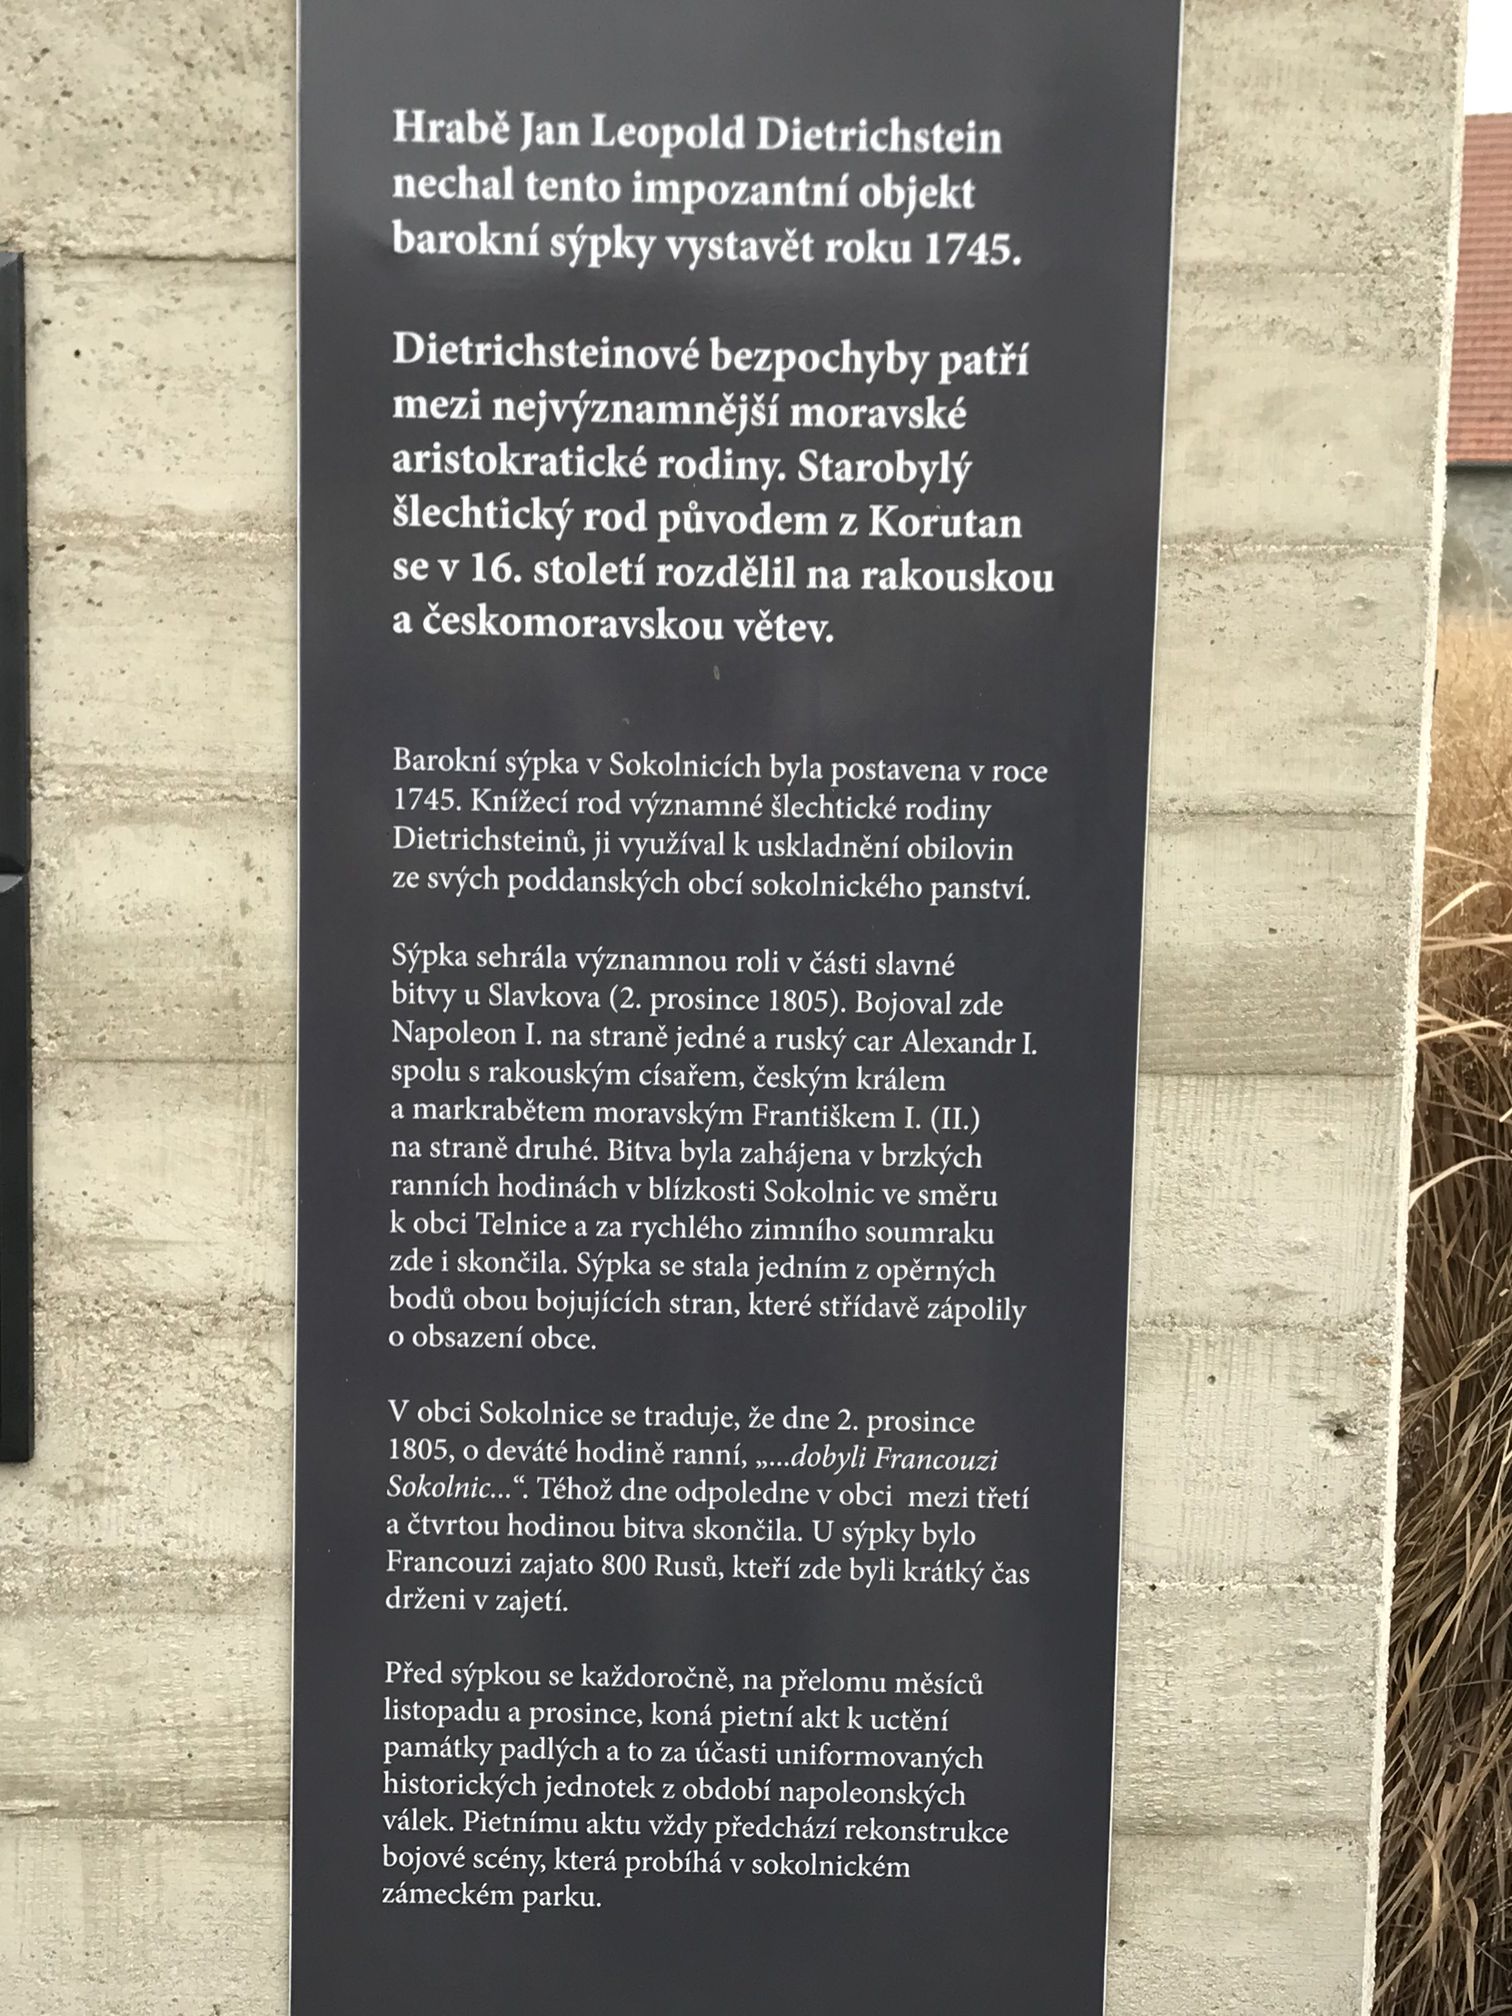 Hrabě Jan Leopold Dietrichstein
nechal tento impozantní objekt
barokní sýpky vystavět roku 1745.
Dietrichsteinové bezpochyby patří
mezi nejvýznamnější moravské
aristokratické rodiny. Starobylý
šlechtický rod původem z Korutan
se v 16. století rozdělil na rakouskou
a českomoravskou větev.
Barokní sýpka v Sokolnicích byla postavena v roce
1745. Knížecí rod významné šlechtické rodiny
Dietrichsteinů, ji využíval k uskladnění obilovin
ze svých poddanských obcí sokolnického panství.
Sýpka sehrála významnou roli v části slavné
bitvy u Slavkova (2. prosince 1805). Bojoval zde
Napoleon I. na straně jedné a ruský car Alexandr I.
spolu s rakouským císařem, českým králem
a markrabětem moravským Františkem I. (II.)
na straně druhé. Bitva byla zahájena v brzkých
ranních hodinách v blízkosti Sokolnic ve směru
k obci Telnice a za rychlého zimního soumraku
zde i skončila. Sýpka se stala jedním z opěrných
bodů obou bojujících stran, které střídavě zápolily
o obsazení obce.
V obci Sokolnice se traduje, že dne 2. prosince
1805, o deváté hodině ranní, „...dobyli Francouzi
Sokolnic...“. Téhož dne odpoledne v obci mezi třetí
a čtvrtou hodinou bitva skončila. U sýpky bylo
Francouzi zajato 800 Rusů, kteří zde byli krátký čas
drženi v zajetí.
Před sýpkou se každoročně, na přelomu měsíců
listopadu a prosince, koná pietní akt k uctění
památky padlých a to za účasti uniformovaných
historických jednotek z období napoleonských
válek. Pietnímu aktu vždy předchází rekonstrukce
bojové scény, která probíhá v sokolnickém
zámeckém parku.